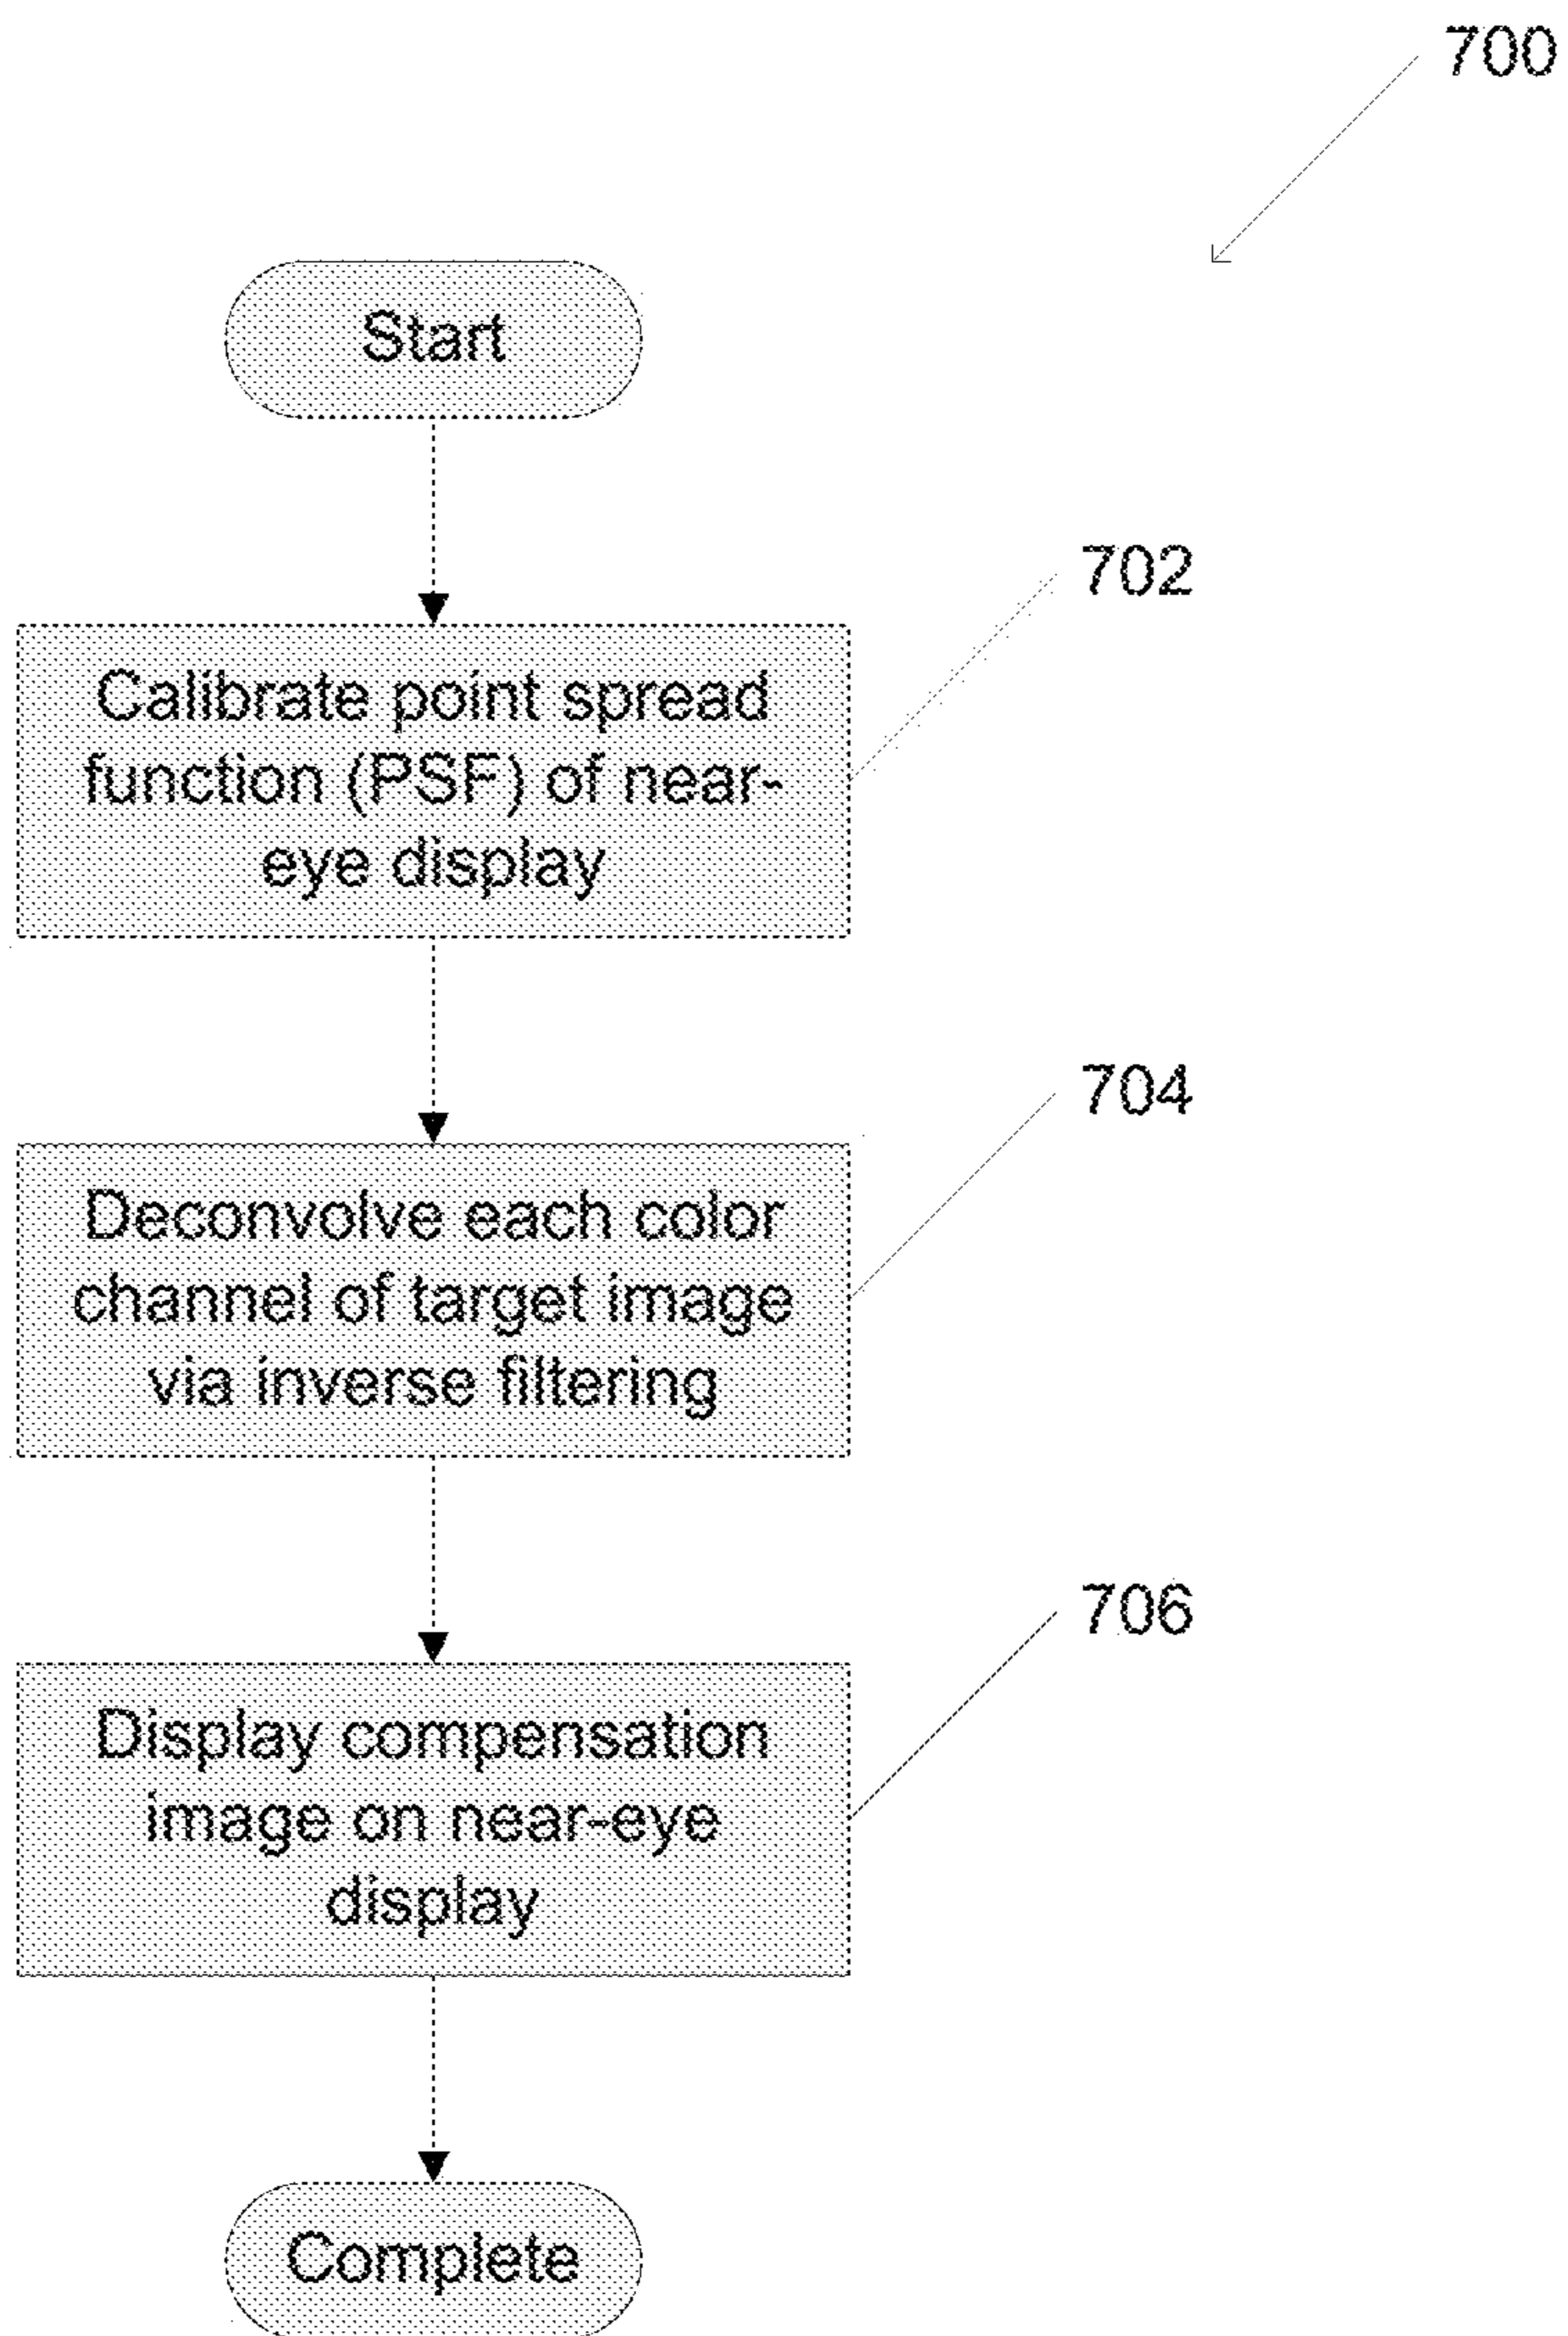 700
Start
702
Calibrate point spread
function (PSF) of near-
eye display
704
Deconvolve each color
channel of target image
via inverse filtering
706
Display compensation
image on near-eye
display
Complete